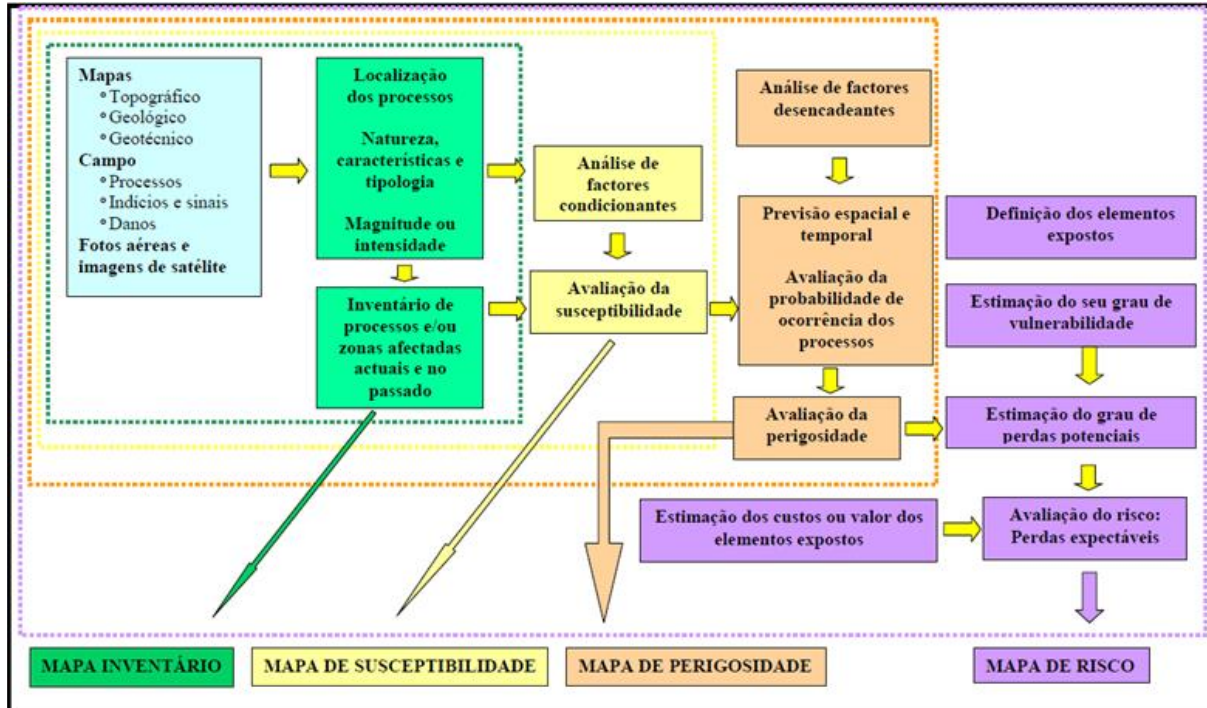 Mapas
°Topográfico
°Geológico
°Geotécnico
Campo
°Processos
°Indícios e sinais
°Danos
Fotos aéreas e
imagens de satélite
Localização
dos processos
Natureza,
características e
tipologia
Magnitude ou
intensidade
Inventário de
processos e/ou
zonas afectadas
actuais e no
passado
Análise de
factores
condicionantes
Avaliação da
susceptibilidade
Análise de factores
desencadeantes
Previsão espacial e
temporal
Avaliação da
probabilidade de
ocorrência dos
processos
Avaliação da
perigosidade
Definição dos elementos
expostos
Estimação do seu grau de
vulnerabilidade
Estimação do grau de
perdas potenciais
Estimação dos custos ou valor dos
elementos expostos
Avaliação do risco:
Perdas expectáveis
MAPA INVENTÁRIO
MAPA DE SUSCEPTIBILIDADE
MAPA DE PERIGOSIDADE
MAPA DE RISCO